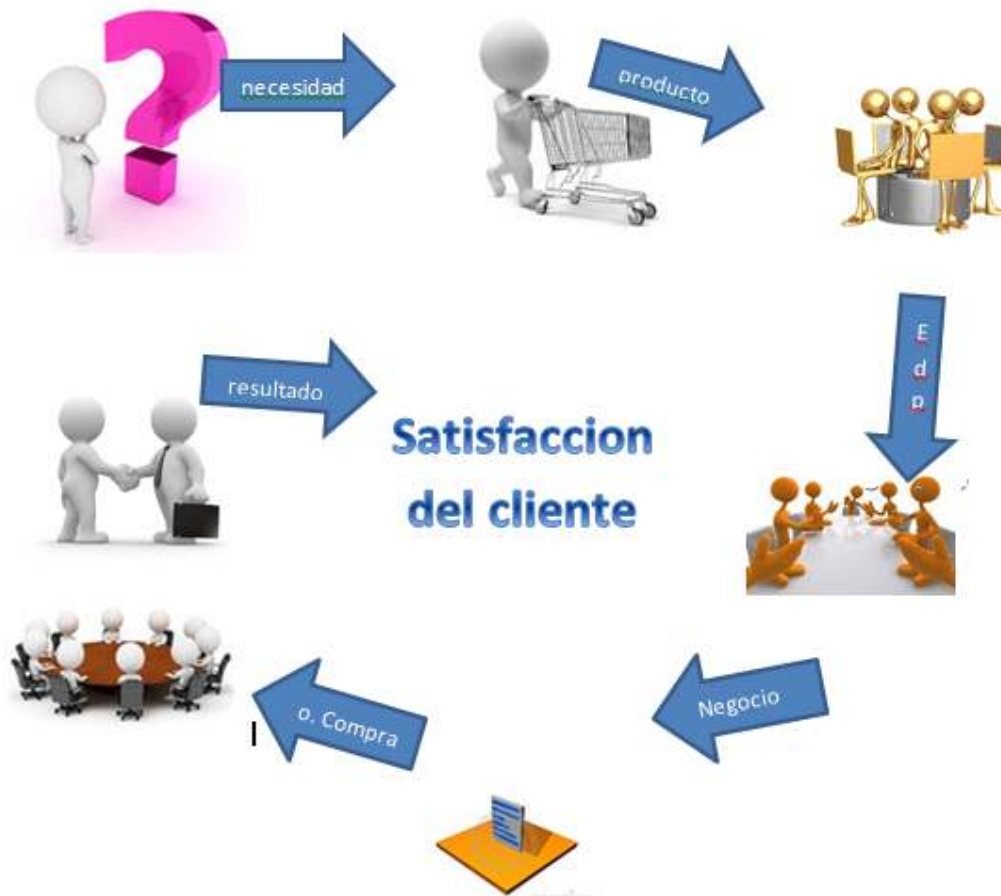 necesidad
producto
E
d
p
resultado
Satisfaccion
del cliente
Negocio
o. Compra